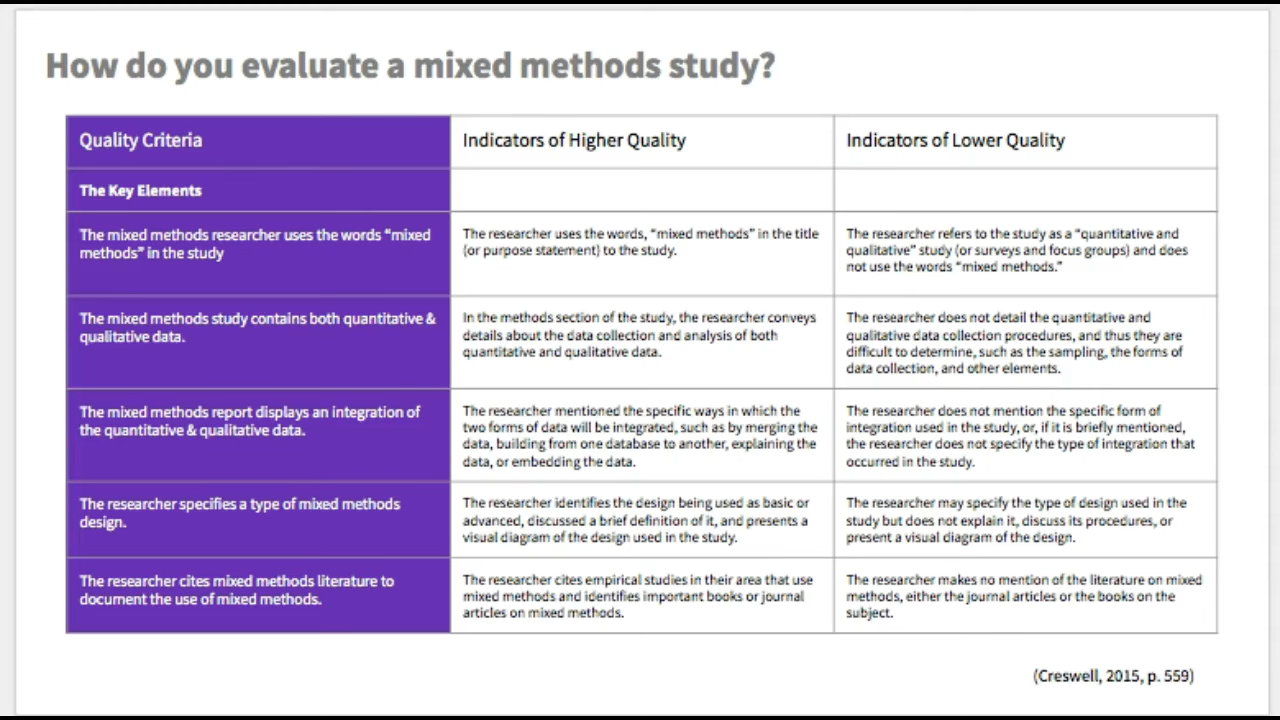 How do you evaluate a mixed methods study?
Quality Criteria
Indicators of Higher Quality
Indicators of Lower Quality
The Key Elements
The mixed methods researcher uses the words “mixed
methods” in the study
The researcher uses the words, “mixed methods” in the title
(or purpose statement) to the study.
The researcher refers to the study as a “quantitative and
qualitative” study (or surveys and focus groups) and does
not use the words “mixed methods.”
The mixed methods study contains both quantitative &
qualitative data.
In the methods section of the study, the researcher conveys
details about the data collection and analysis of both
quantitative and qualitative data.
The researcher does not detail the quantitative and
qualitative data collection procedures, and thus they are
difficult to determine, such as the sampling, the forms of
data collection, and other elements.
The mixed methods report displays an integration of
the quantitative & qualitative data.
The researcher mentioned the specific ways in which the
two forms of data will be integrated, such as by merging the
data, building from one database to another, explaining the
data, or embedding the data.
The researcher does not mention the specific form of
integration used in the study, or, if it is briefly mentioned,
the researcher does not specify the type of integration that
occurred in the study.
The researcher specifies a type of mixed methods
design.
The researcher identifies the design being used as basic or
advanced, discussed a brief definition of it, and presents a
visual diagram of the design used in the study.
The researcher may specify the type of design used in the
study but does not explain it, discuss its procedures, or
present a visual diagram of the design.
The researcher cites mixed methods literature to
document the use of mixed methods.
The researcher cites empirical studies in their area that use
mixed methods and identifies important books or journal
articles on mixed methods.
The researcher makes no mention of the literature on mixed
methods, either the journal articles or the books on the
subject.
(Creswell, 2015, p. 559)